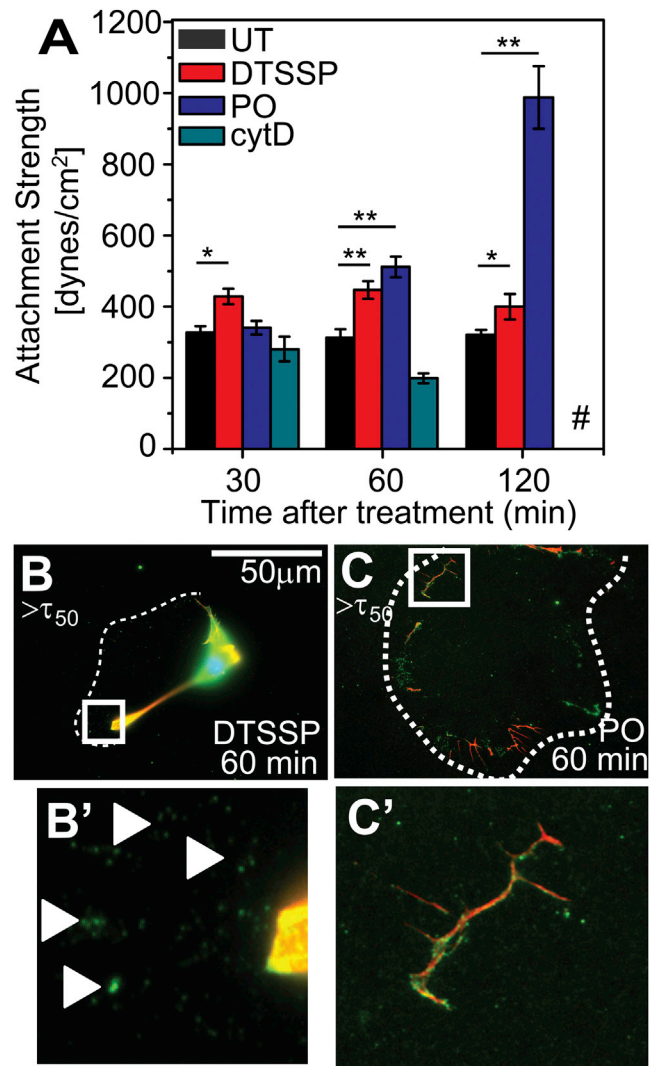 A
1200
1000
800
600
400
200
0
Attachment Strength
[dynes/cm²]
UT
DTSSP
PO
cytD
*
**
**
*
**
#
30
60
120
Time after treatment (min)
B
50μm
>τ50
DTSSP
60 min
C
>τ50
PO
60 min
B'
C'